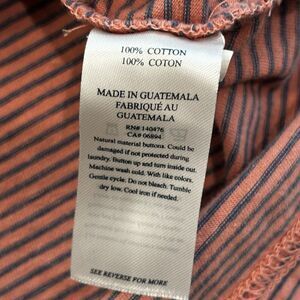 100% COTTON
100% COTON
MADE IN GUATEMALA
FABRIQUÉ AU
GUATEMALA
RN# 140876
CA# 06894
Natural material buttons. Could be
damaged if not protected during
laundry. Button up and turn inside out.
Machine wash cold. With like colors.
Gentle cycle. Do not bleach. Tumble
dry low. Cool iron if needed.
SEE REVERSE FOR MORE